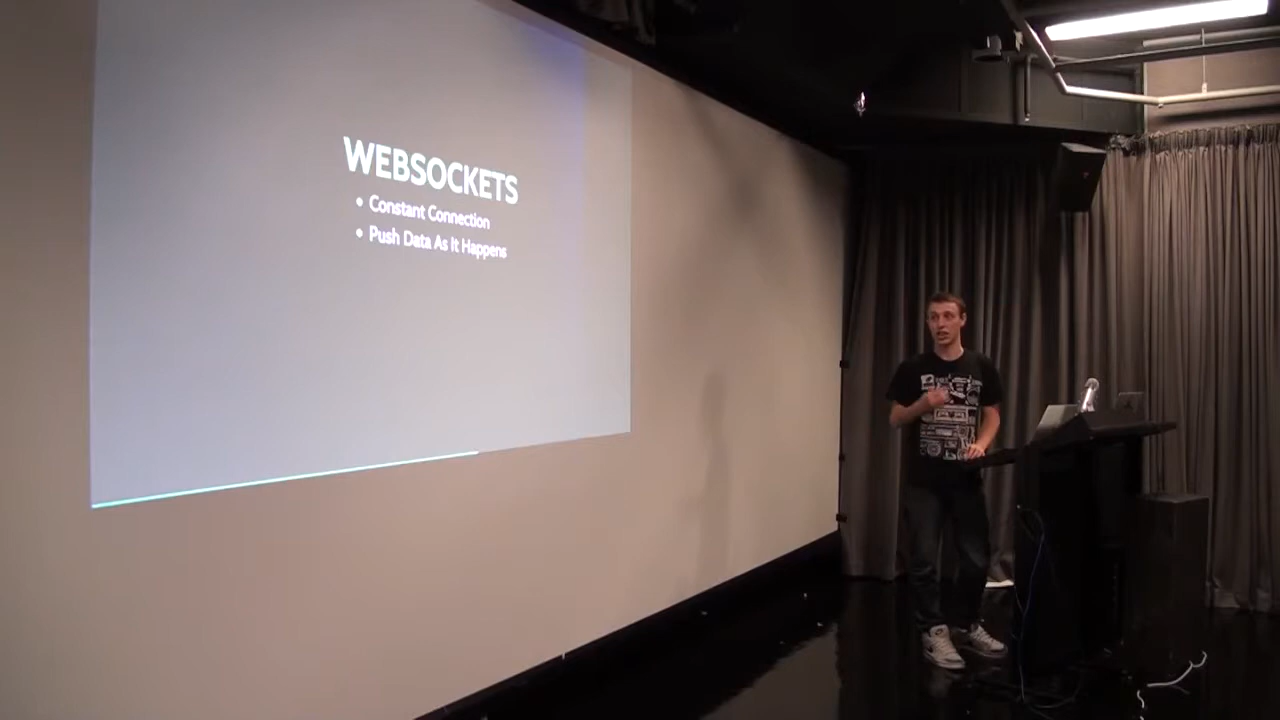 WEBSOCKETS
• Constant Connection
• Push Data As it Happens